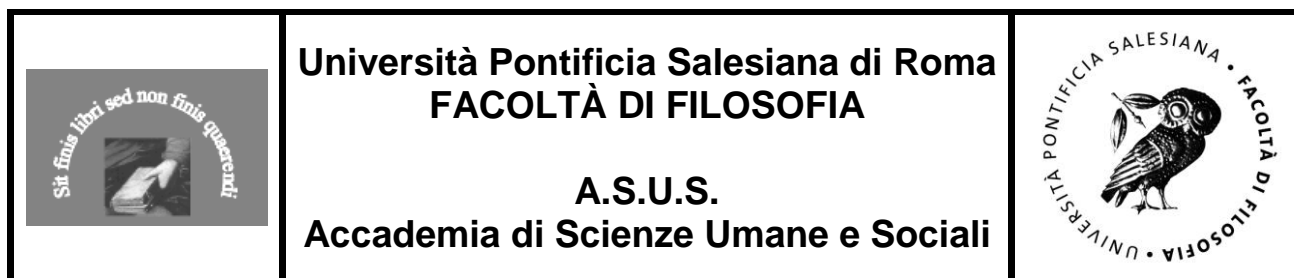 Sit finis libri sed non finis quaerendi
Università Pontificia Salesiana di Roma
FACOLTÀ DI FILOSOFIA
A.S.U.S.
Accademia di Scienze Umane e Sociali
UNIVERSITÀ PONTIFICIA SALESIANA • FACOLTÀ DI FILOSOFIA •